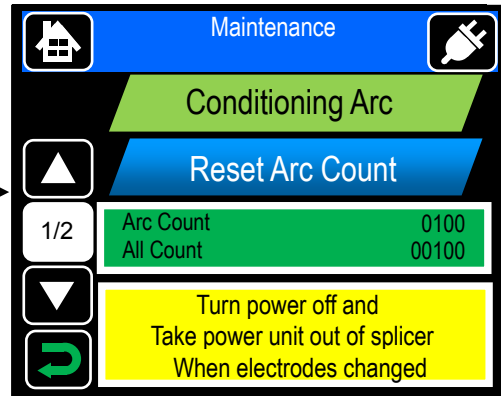 Maintenance
Conditioning Arc
Reset Arc Count
1/2
Arc Count 0100
All Count 00100
Turn power off and
Take power unit out of splicer
When electrodes changed